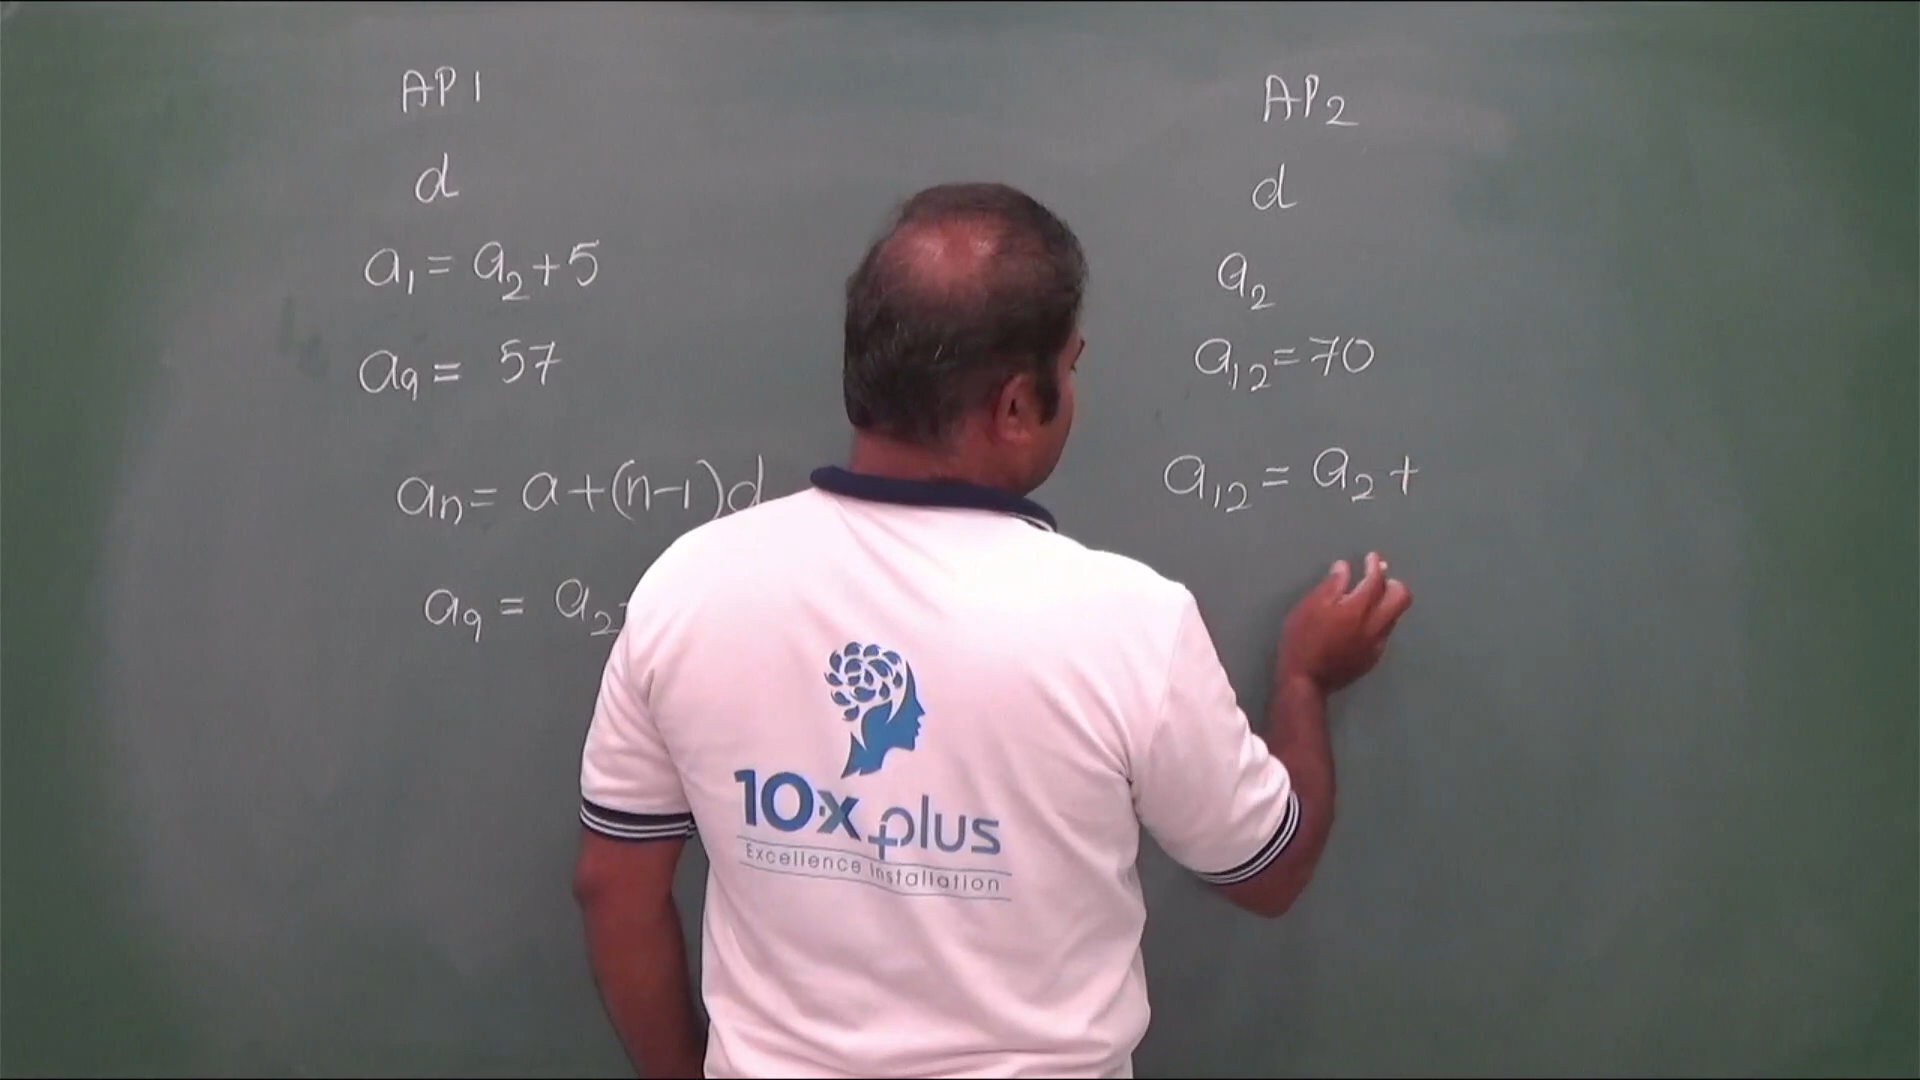 AP1
d
a₁ = a₂ + 5
a₉ = 57
aₙ = a + (n-1)d
a₉ = a₂
AP2
d
a₂
a₁₂ = 70
a₁₂ = a₂ +
10x plus
Excellence Installation